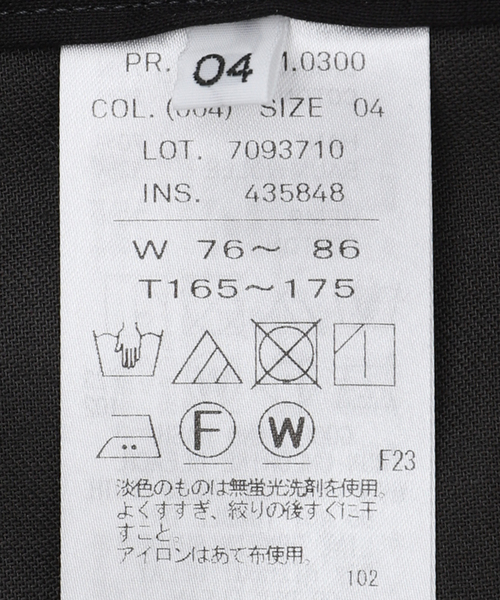 04
PR. 1.0300
COL. (004) SIZE 04
LOT. 7093710
INS. 435848
W 76～ 86
T165～175
F W
F23
淡色のものは無蛍光洗剤を使用。
よくすすぎ、絞りの後すぐに干
すこと。
アイロンはあて布使用。
102